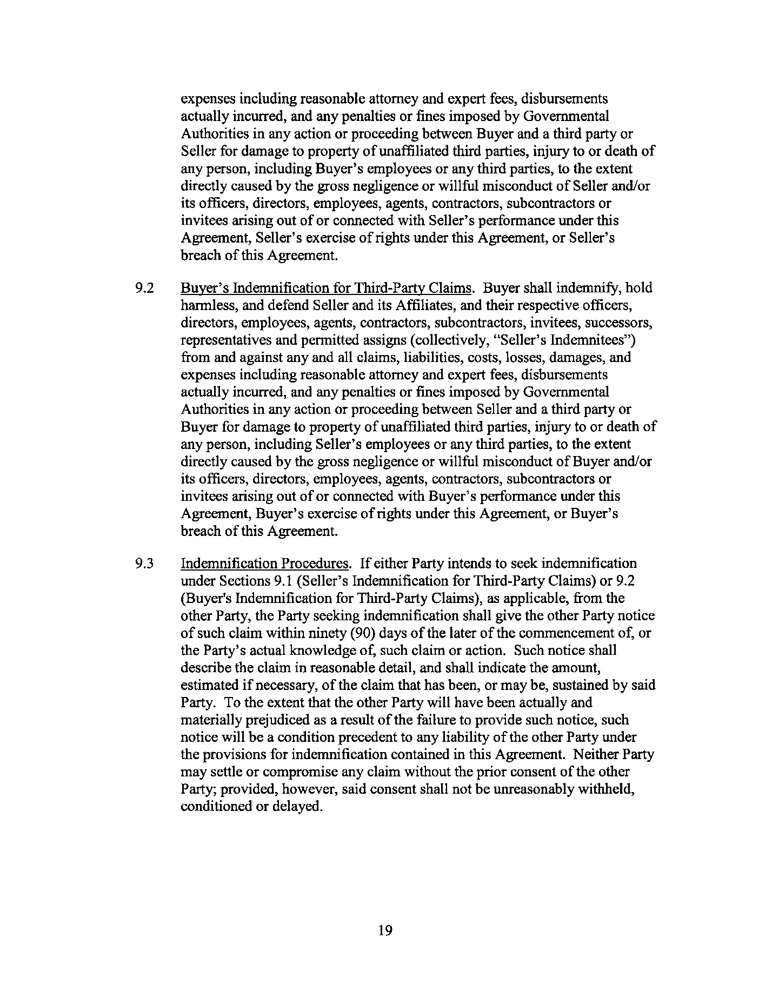 expenses including reasonable attorney and expert fees, disbursements
actually incurred, and any penalties or fines imposed by Governmental
Authorities in any action or proceeding between Buyer and a third party or
Seller for damage to property of unaffiliated third parties, injury to or death of
any person, including Buyer’s employees or any third parties, to the extent
directly caused by the gross negligence or willful misconduct of Seller and/or
its officers, directors, employees, agents, contractors, subcontractors or
invitees arising out of or connected with Seller’s performance under this
Agreement, Seller’s exercise of rights under this Agreement, or Seller’s
breach of this Agreement.
9.2 Buyer’s Indemnification for Third-Party Claims. Buyer shall indemnify, hold
harmless, and defend Seller and its Affiliates, and their respective officers,
directors, employees, agents, contractors, subcontractors, invitees, successors,
representatives and permitted assigns (collectively, “Seller’s Indemnitees”)
from and against any and all claims, liabilities, costs, losses, damages, and
expenses including reasonable attorney and expert fees, disbursements
actually incurred, and any penalties or fines imposed by Governmental
Authorities in any action or proceeding between Seller and a third party or
Buyer for damage to property of unaffiliated third parties, injury to or death of
any person, including Seller’s employees or any third parties, to the extent
directly caused by the gross negligence or willful misconduct of Buyer and/or
its officers, directors, employees, agents, contractors, subcontractors or
invitees arising out of or connected with Buyer’s performance under this
Agreement, Buyer’s exercise of rights under this Agreement, or Buyer’s
breach of this Agreement.
9.3 Indemnification Procedures. If either Party intends to seek indemnification
under Sections 9.1 (Seller’s Indemnification for Third-Party Claims) or 9.2
(Buyer's Indemnification for Third-Party Claims), as applicable, from the
other Party, the Party seeking indemnification shall give the other Party notice
of such claim within ninety (90) days of the later of the commencement of, or
the Party’s actual knowledge of, such claim or action. Such notice shall
describe the claim in reasonable detail, and shall indicate the amount,
estimated if necessary, of the claim that has been, or may be, sustained by said
Party. To the extent that the other Party will have been actually and
materially prejudiced as a result of the failure to provide such notice, such
notice will be a condition precedent to any liability of the other Party under
the provisions for indemnification contained in this Agreement. Neither Party
may settle or compromise any claim without the prior consent of the other
Party; provided, however, said consent shall not be unreasonably withheld,
conditioned or delayed.
19